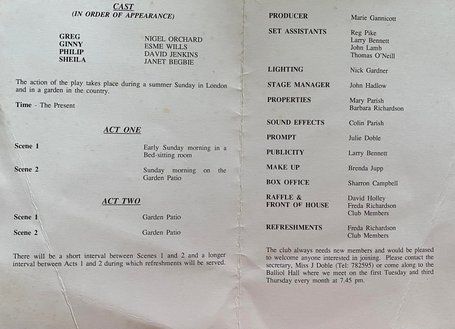 CAST
(IN ORDER OF APPEARANCE)
GREG NIGEL ORCHARD
GINNY ESME WILLS
PHILIP DAVID JENKINS
SHEILA JANET BEGBIE
The action of the play takes place during a summer Sunday in London
and in a garden in the country.
Time - The Present
ACT ONE
Scene 1 Early Sunday morning in a
Bed-sitting room
Scene 2 Sunday morning on the
Garden Patio
ACT TWO
Scene 1 Garden Patio
Scene 2 Garden Patio
There will be a short interval between Scenes 1 and 2 and a longer
interval between Acts 1 and 2 during which refreshments will be served.
PRODUCER Marie Gannicott
SET ASSISTANTS Reg Pike
Larry Bennett
John Lamb
Thomas O'Neill
LIGHTING Nick Gardner
STAGE MANAGER John Hadlow
PROPERTIES Mary Parish
Barbara Richardson
SOUND EFFECTS Colin Parish
PROMPT Julie Doble
PUBLICITY Larry Bennett
MAKE UP Brenda Jupp
BOX OFFICE Sharron Campbell
RAFFLE & David Holley
FRONT OF HOUSE Freda Richardson
Club Members
REFRESHMENTS Freda Richardson
Club Members
The club always needs new members and would be pleased
to welcome anyone interested in joining. Please contact the
secretary, Miss J Doble (Tel: 782595) or come along to the
Balliol Hall where we meet on the first Tuesday and third
Thursday every month at 7.45 pm.